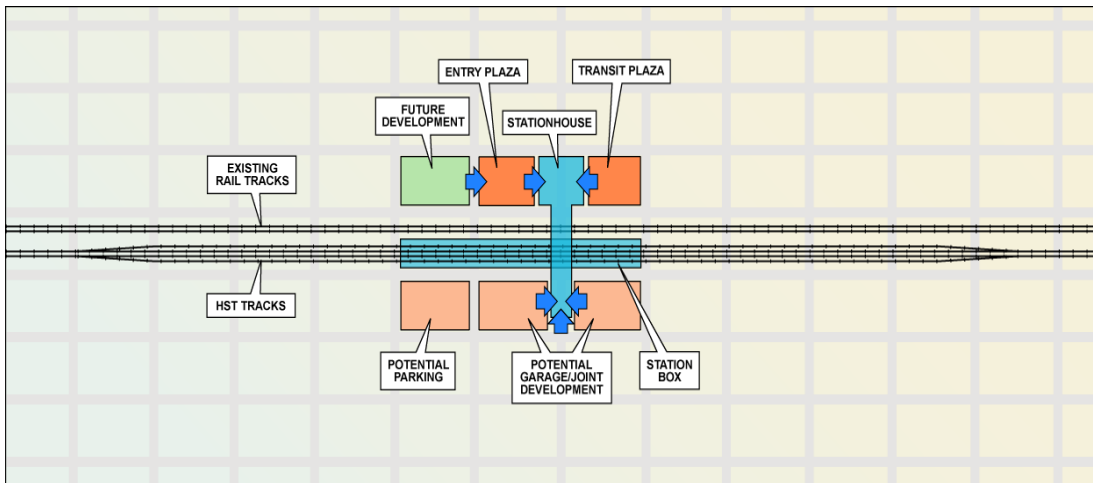 ENTRY PLAZA
TRANSIT PLAZA
FUTURE
DEVELOPMENT
STATIONHOUSE
EXISTING
RAIL TRACKS
HST TRACKS
POTENTIAL
PARKING
POTENTIAL
GARAGE/JOINT
DEVELOPMENT
STATION
BOX